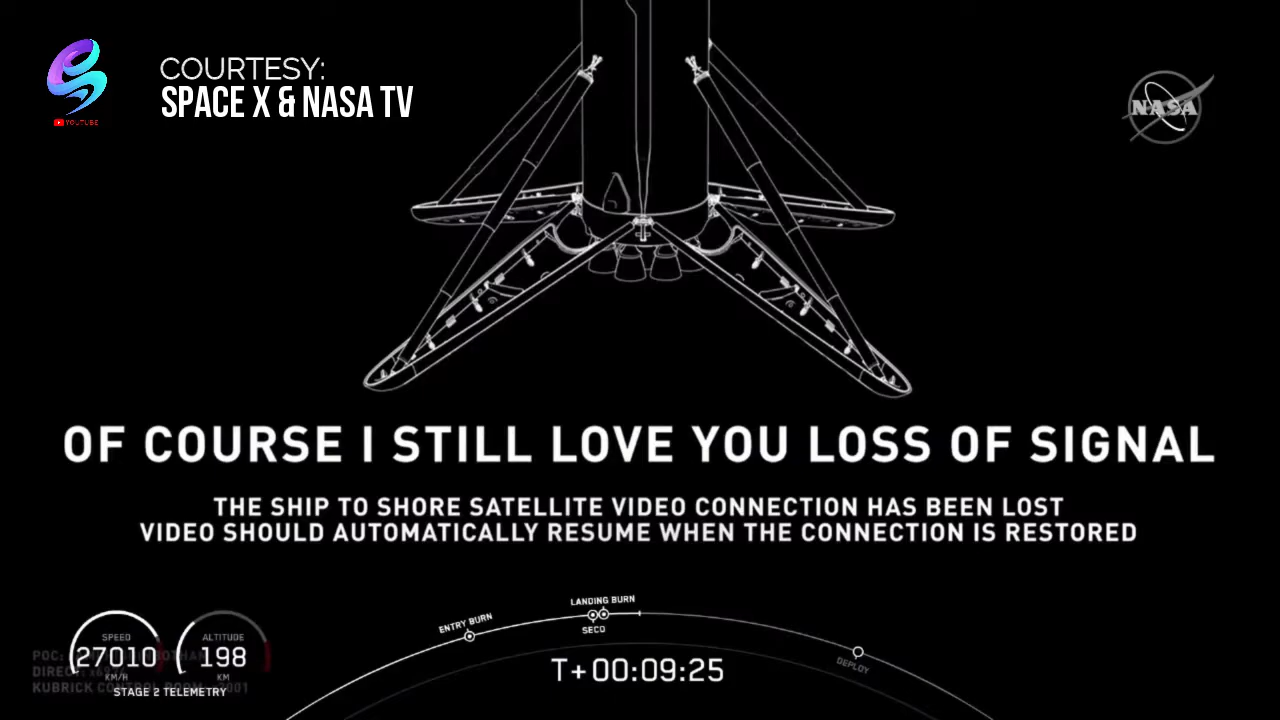 COURTESY:
SPACE X & NASA TV
YOUTUBE
NASA
OF COURSE I STILL LOVE YOU LOSS OF SIGNAL
THE SHIP TO SHORE SATELLITE VIDEO CONNECTION HAS BEEN LOST
VIDEO SHOULD AUTOMATICALLY RESUME WHEN THE CONNECTION IS RESTORED
ENTRY BURN
LANDING BURN
SECO
DEPLOY
T+00:09:25
SPEED
27010
KM/H
ALTITUDE
198
KM
STAGE 2 TELEMETRY
POC:
KUBRICK CONTROL ROOM